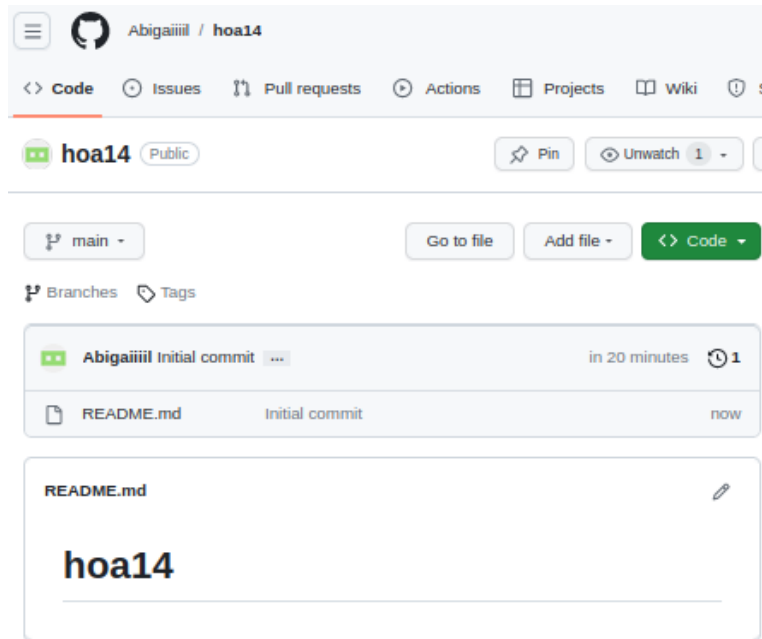 Abigaiiiil / hoa14
Code Issues Pull requests Actions Projects Wiki
hoa14 Public Pin Unwatch 1
main Go to file Add file Code
Branches Tags
Abigaiiiil Initial commit ... in 20 minutes 1
README.md Initial commit now
README.md
hoa14